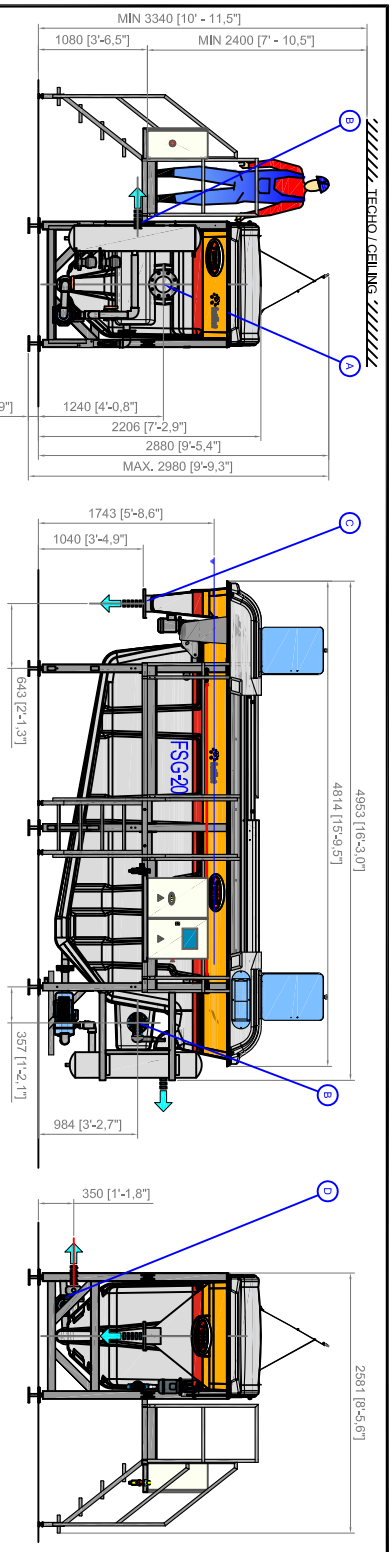 TECHO / CEILING
MIN 3340 [10' - 11,5"]
1080 [3'-6,5"]
MIN 2400 [7' - 10,5"]
B
A
1240 [4'-0,8"]
2206 [7'-2,9"]
2880 [9'-5,4"]
MAX. 2980 [9'-9,3"]
9"]
1743 [5'-8,6"]
1040 [3'-4,9"]
C
643 [2'-1,3"]
FSG-20
4953 [16'-3,0"]
4814 [15'-9,5"]
B
357 [1'-2,1"]
984 [3'-2,7"]
350 [1'-1,8"]
D
2581 [8'-5,6"]